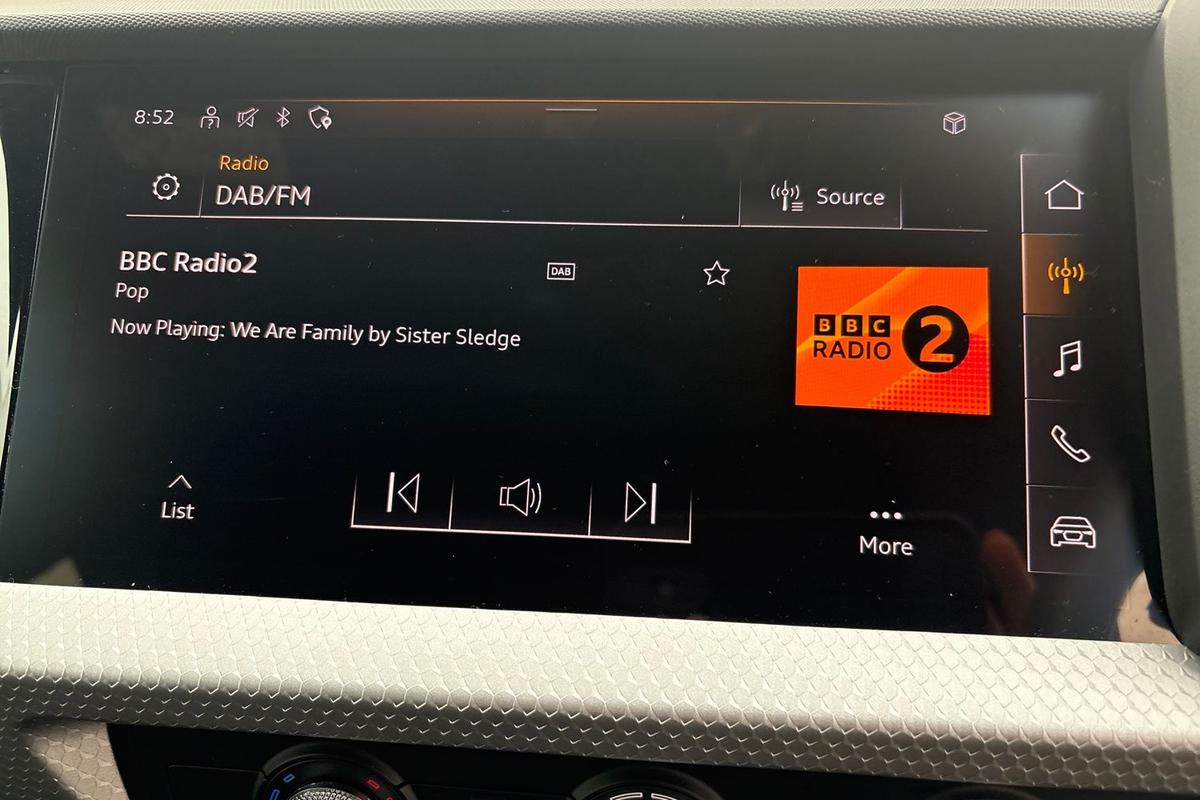 8:52
Radio
DAB/FM
Source
BBC Radio2
DAB
Pop
Now Playing: We Are Family by Sister Sledge
BBC
RADIO
2
List
More